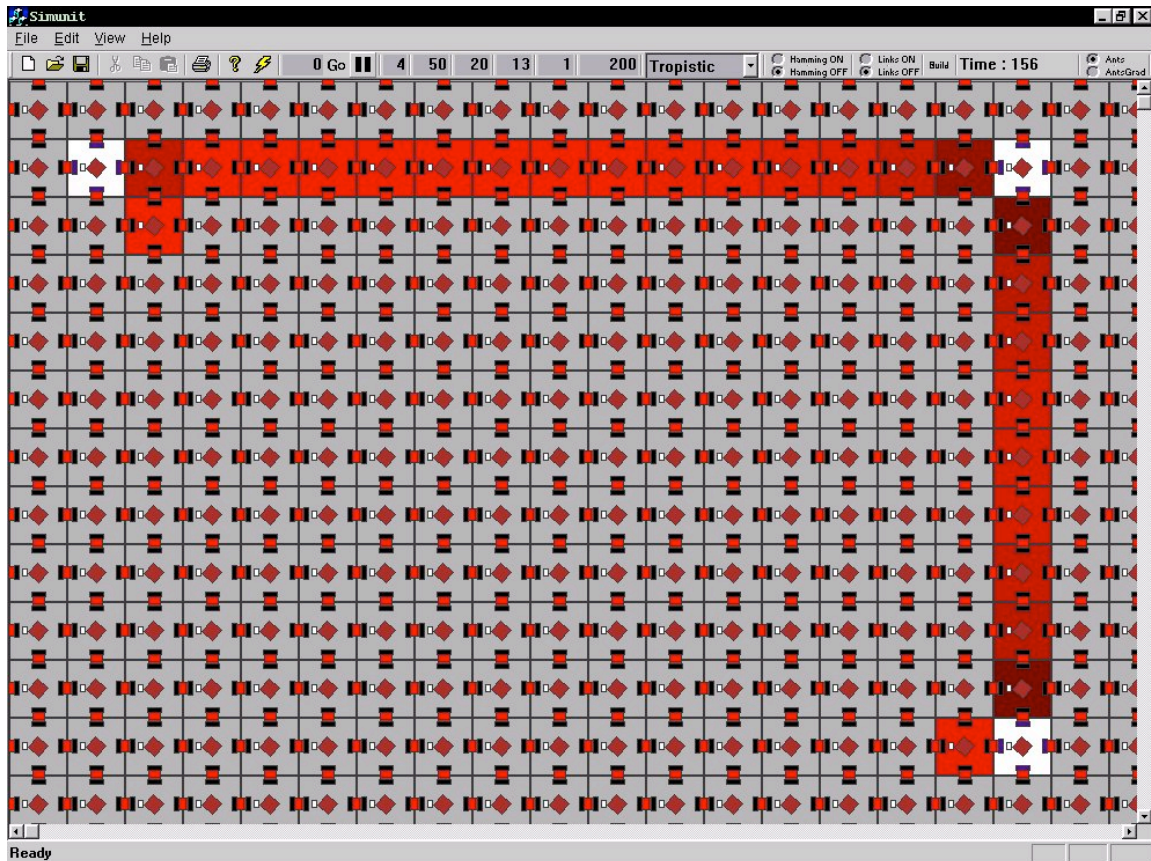 Simunit
File Edit View Help
0 Go 4 50 20 13 1 200 Tropistic Hamming ON Hamming OFF Links ON Links OFF Build Time : 156 Ants AntsGrad
Ready